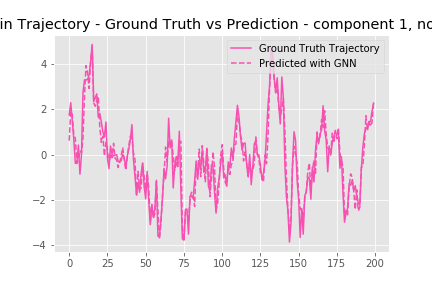 in Trajectory - Ground Truth vs Prediction - component 1, no
Ground Truth Trajectory
Predicted with GNN
4
2
0
−2
−4
0 25 50 75 100 125 150 175 200